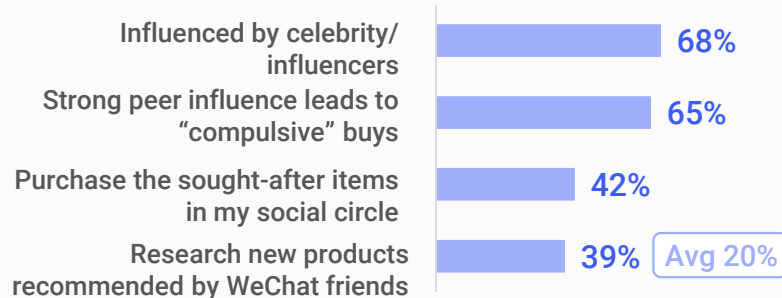 Influenced by celebrity/
influencers
68%
Strong peer influence leads to
“compulsive” buys
65%
Purchase the sought-after items
in my social circle
42%
Research new products
recommended by WeChat friends
39%
Avg 20%